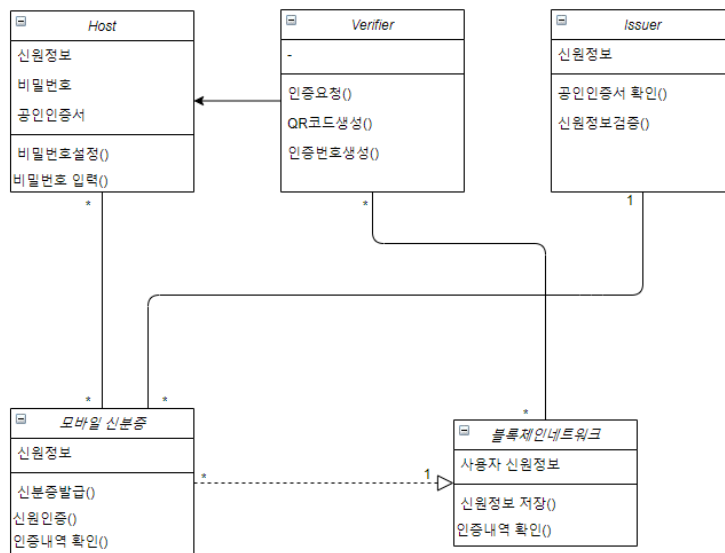 Host
신원정보
비밀번호
공인인증서
비밀번호설정()
비밀번호 입력()
Verifier
-
인증요청()
QR코드생성()
인증번호생성()
Issuer
신원정보
공인인증서 확인()
신원정보검증()
*
*
1
*
*
*
모바일 신분증
신원정보
신분증발급()
신원인증()
인증내역 확인()
*
1
블록체인네트워크
사용자 신원정보
신원정보 저장()
인증내역 확인()